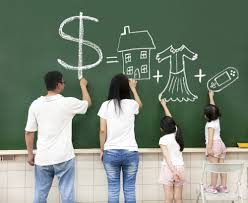 $ = + +